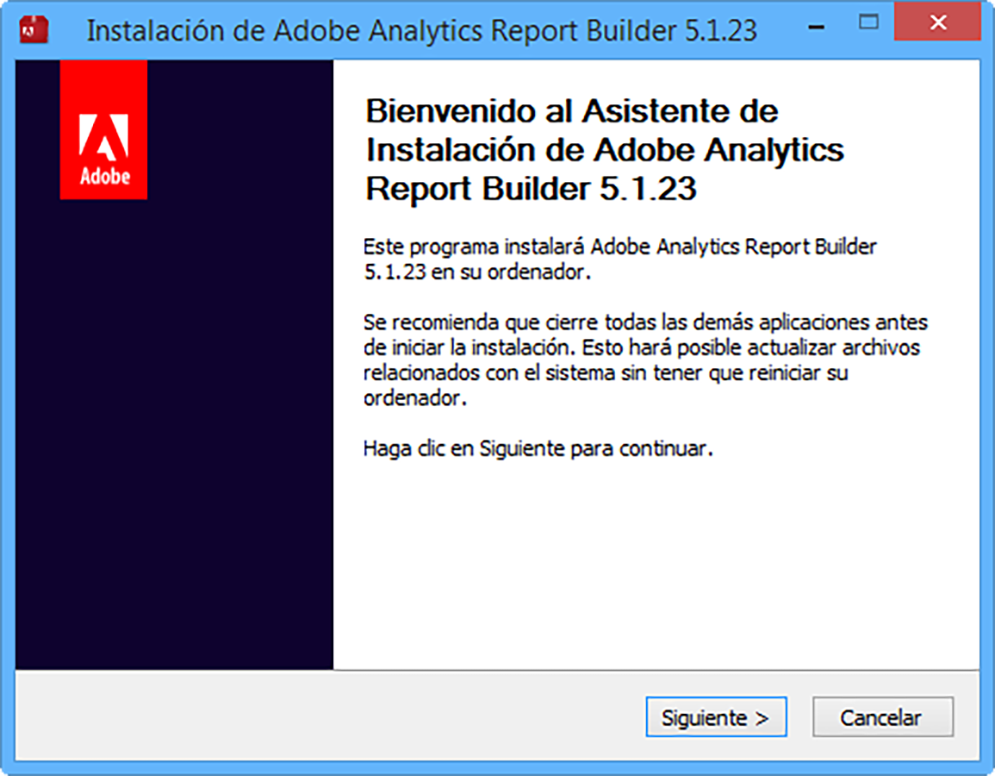 Instalación de Adobe Analytics Report Builder 5.1.23
Adobe
Bienvenido al Asistente de
Instalación de Adobe Analytics
Report Builder 5.1.23
Este programa instalará Adobe Analytics Report Builder
5.1.23 en su ordenador.
Se recomienda que cierre todas las demás aplicaciones antes
de iniciar la instalación. Esto hará posible actualizar archivos
relacionados con el sistema sin tener que reiniciar su
ordenador.
Haga clic en Siguiente para continuar.
Siguiente >
Cancelar